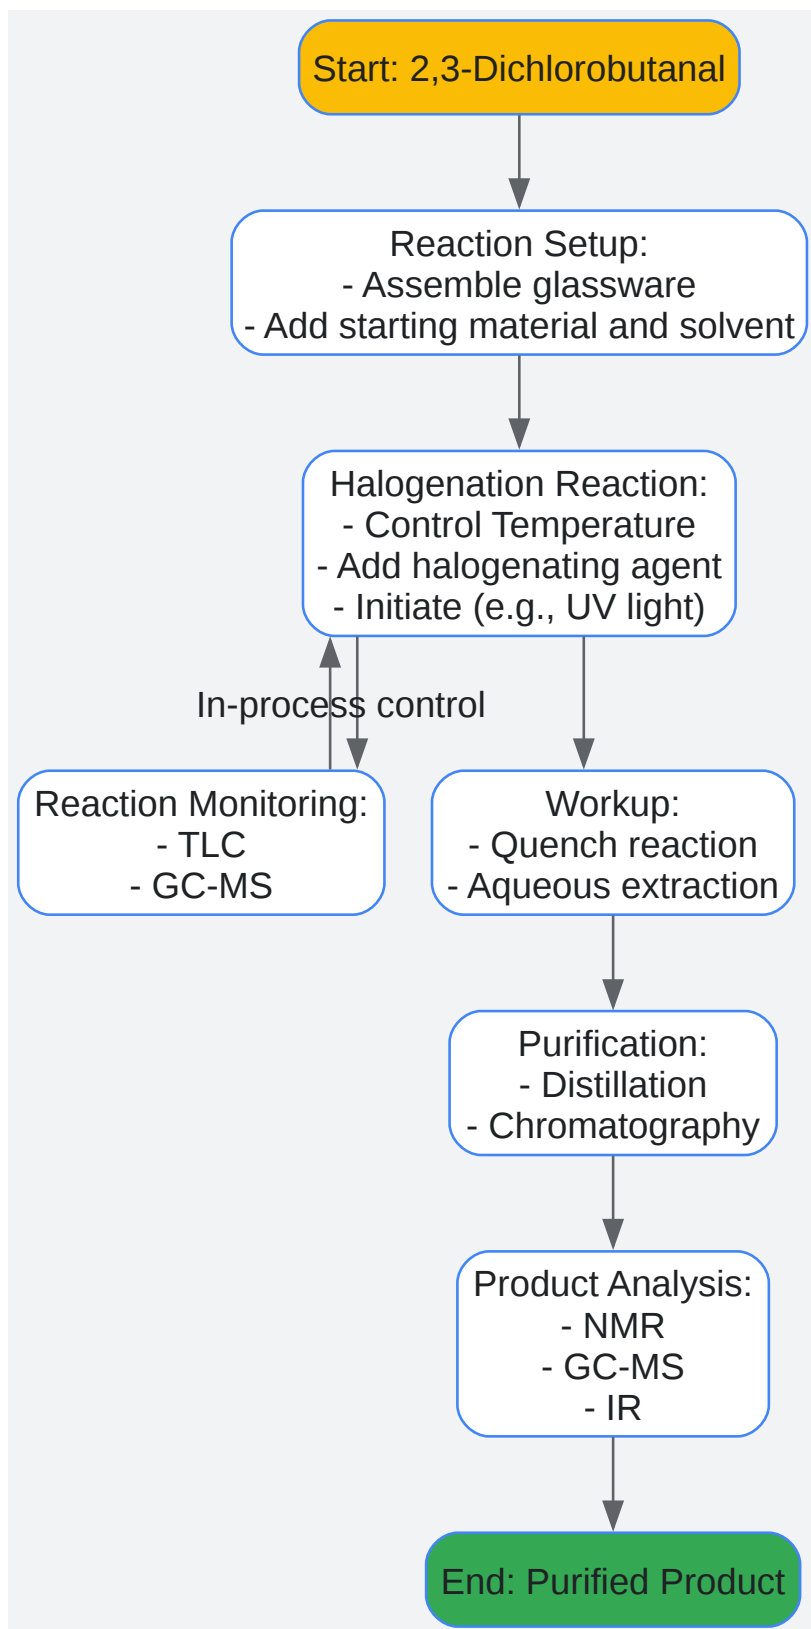 Start: 2,3-Dichlorobutanal
Reaction Setup:
- Assemble glassware
- Add starting material and solvent
Halogenation Reaction:
- Control Temperature
- Add halogenating agent
- Initiate (e.g., UV light)
In-process control
Reaction Monitoring:
- TLC
- GC-MS
Workup:
- Quench reaction
- Aqueous extraction
Purification:
- Distillation
- Chromatography
Product Analysis:
- NMR
- GC-MS
- IR
End: Purified Product